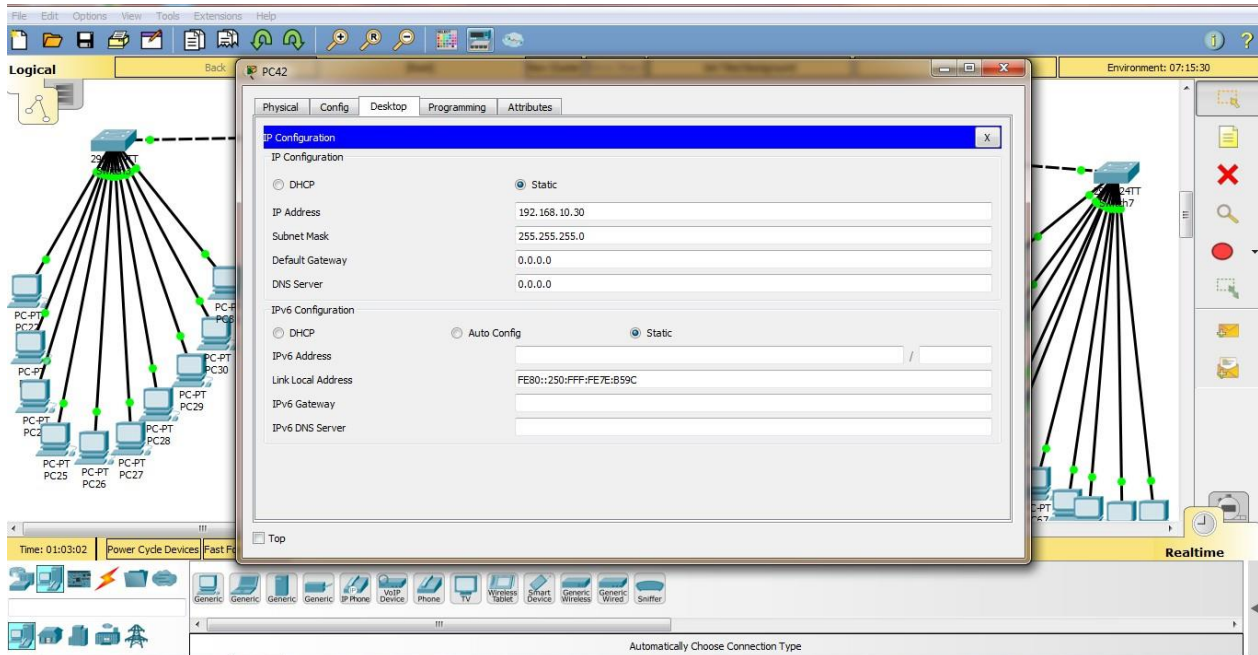 File Edit Options View Tools Extensions Help
Logical
Back
Environment: 07:15:30
PC42
Physical Config Desktop Programming Attributes
IP Configuration
X
IP Configuration
DHCP
Static
IP Address
192.168.10.30
Subnet Mask
255.255.255.0
Default Gateway
0.0.0.0
DNS Server
0.0.0.0
IPv6 Configuration
DHCP
Auto Config
Static
IPv6 Address
/
Link Local Address
FE80::250:FFF:FE7E:B59C
IPv6 Gateway
IPv6 DNS Server
Top
PC-PT
PC30
PC-PT
PC29
PC-PT
PC28
PC-PT
PC27
PC-PT
PC26
PC-PT
PC25
Time: 01:03:02
Power Cycle Devices
Realtime
Generic
Generic
Generic
Generic
IP Phone
VoIP Device
Phone
TV
Wireless Tablet
Smart Device
Generic Wireless
Generic Wired
Sniffer
Automatically Choose Connection Type